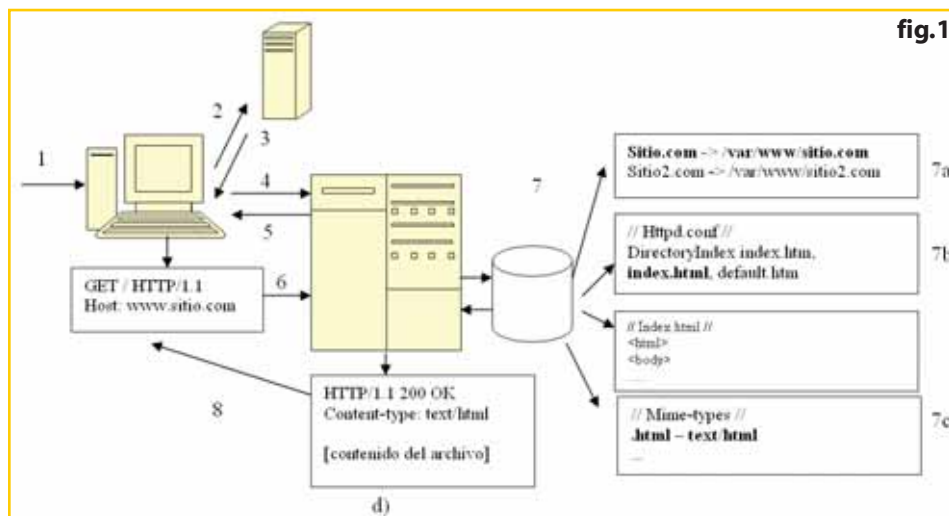 fig.1
1
2
3
4
5
6
7
8
GET / HTTP/1.1
Host: www.sitio.com
HTTP/1.1 200 OK
Content-type: text/html
[contenido del archivo]
d)
Sitio.com -> /var/www/sitio.com
Sitio2.com -> /var/www/sitio2.com
7a
// Httpd.conf //
DirectoryIndex index.htm,
index.html, default.htm
7b
// Index.html //
<html>
<body>
.....
// Mime-types //
.html – text/html
....
7c